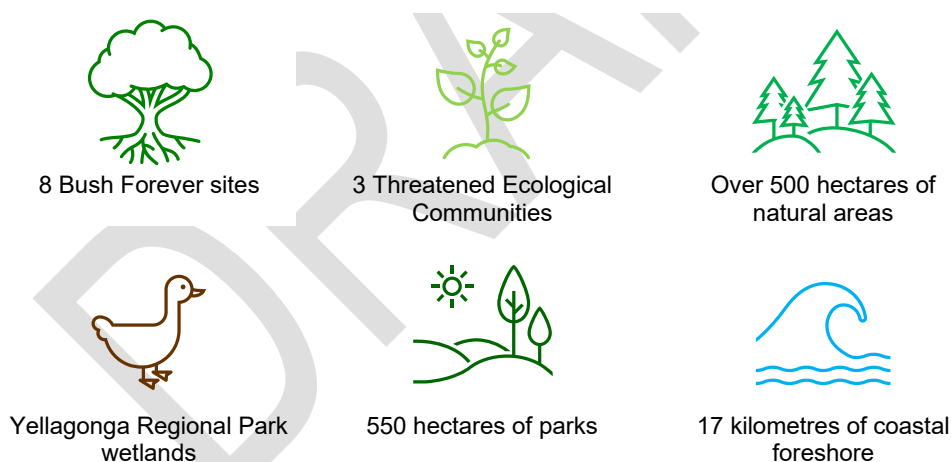 8 Bush Forever sites
3 Threatened Ecological
Communities
Over 500 hectares of
natural areas
Yellagonga Regional Park
wetlands
550 hectares of parks
17 kilometres of coastal
foreshore
DRA